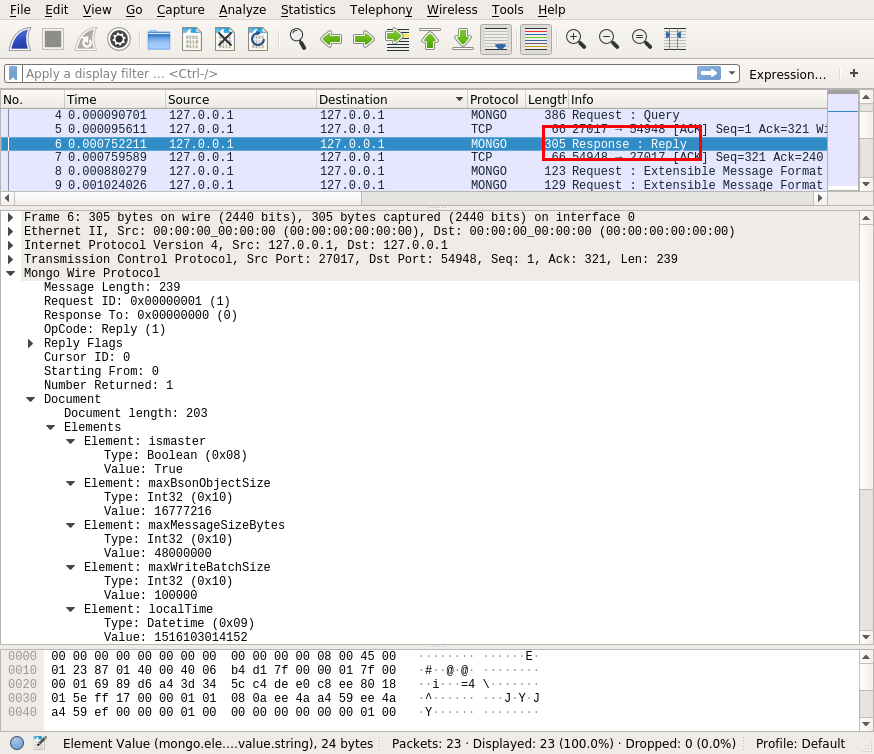 File Edit View Go Capture Analyze Statistics Telephony Wireless Tools Help
Apply a display filter ... <Ctrl-/> Expression... +
No. Time Source Destination Protocol Length Info
4 0.000090701 127.0.0.1 127.0.0.1 MONGO 386 Request : Query
5 0.000095611 127.0.0.1 127.0.0.1 TCP 66 27017 → 54948 [ACK] Seq=1 Ack=321 Wi
6 0.000752211 127.0.0.1 127.0.0.1 MONGO 305 Response : Reply
7 0.000759589 127.0.0.1 127.0.0.1 TCP 66 54948 → 27017 [ACK] Seq=321 Ack=240
8 0.000880279 127.0.0.1 127.0.0.1 MONGO 123 Request : Extensible Message Format
9 0.001024026 127.0.0.1 127.0.0.1 MONGO 129 Request : Extensible Message Format
Frame 6: 305 bytes on wire (2440 bits), 305 bytes captured (2440 bits) on interface 0
Ethernet II, Src: 00:00:00_00:00:00 (00:00:00:00:00:00), Dst: 00:00:00_00:00:00 (00:00:00:00:00:00)
Internet Protocol Version 4, Src: 127.0.0.1, Dst: 127.0.0.1
Transmission Control Protocol, Src Port: 27017, Dst Port: 54948, Seq: 1, Ack: 321, Len: 239
Mongo Wire Protocol
Message Length: 239
Request ID: 0x00000001 (1)
Response To: 0x00000000 (0)
OpCode: Reply (1)
Reply Flags
Cursor ID: 0
Starting From: 0
Number Returned: 1
Document
Document length: 203
Elements
Element: ismaster
Type: Boolean (0x08)
Value: True
Element: maxBsonObjectSize
Type: Int32 (0x10)
Value: 16777216
Element: maxMessageSizeBytes
Type: Int32 (0x10)
Value: 48000000
Element: maxWriteBatchSize
Type: Int32 (0x10)
Value: 100000
Element: localTime
Type: Datetime (0x09)
Value: 1516103014152
0000 00 00 00 00 00 00 00 00 00 00 00 00 08 00 45 00 ········ ······E·
0010 01 23 87 01 40 00 40 06 b4 d1 7f 00 00 01 7f 00 ·#··@·@· ········
0020 00 01 69 89 d6 a4 3d 34 5c c4 de e0 c8 ee 80 18 ··i···=4 \·······
0030 01 5e ff 17 00 00 01 01 08 0a ee 4a a4 59 ee 4a ·^······ ···J·Y·J
0040 a4 59 ef 00 00 00 01 00 00 00 00 00 00 00 01 00 ·Y······ ········
Element Value (mongo.ele....value.string), 24 bytes Packets: 23 · Displayed: 23 (100.0%) · Dropped: 0 (0.0%) Profile: Default